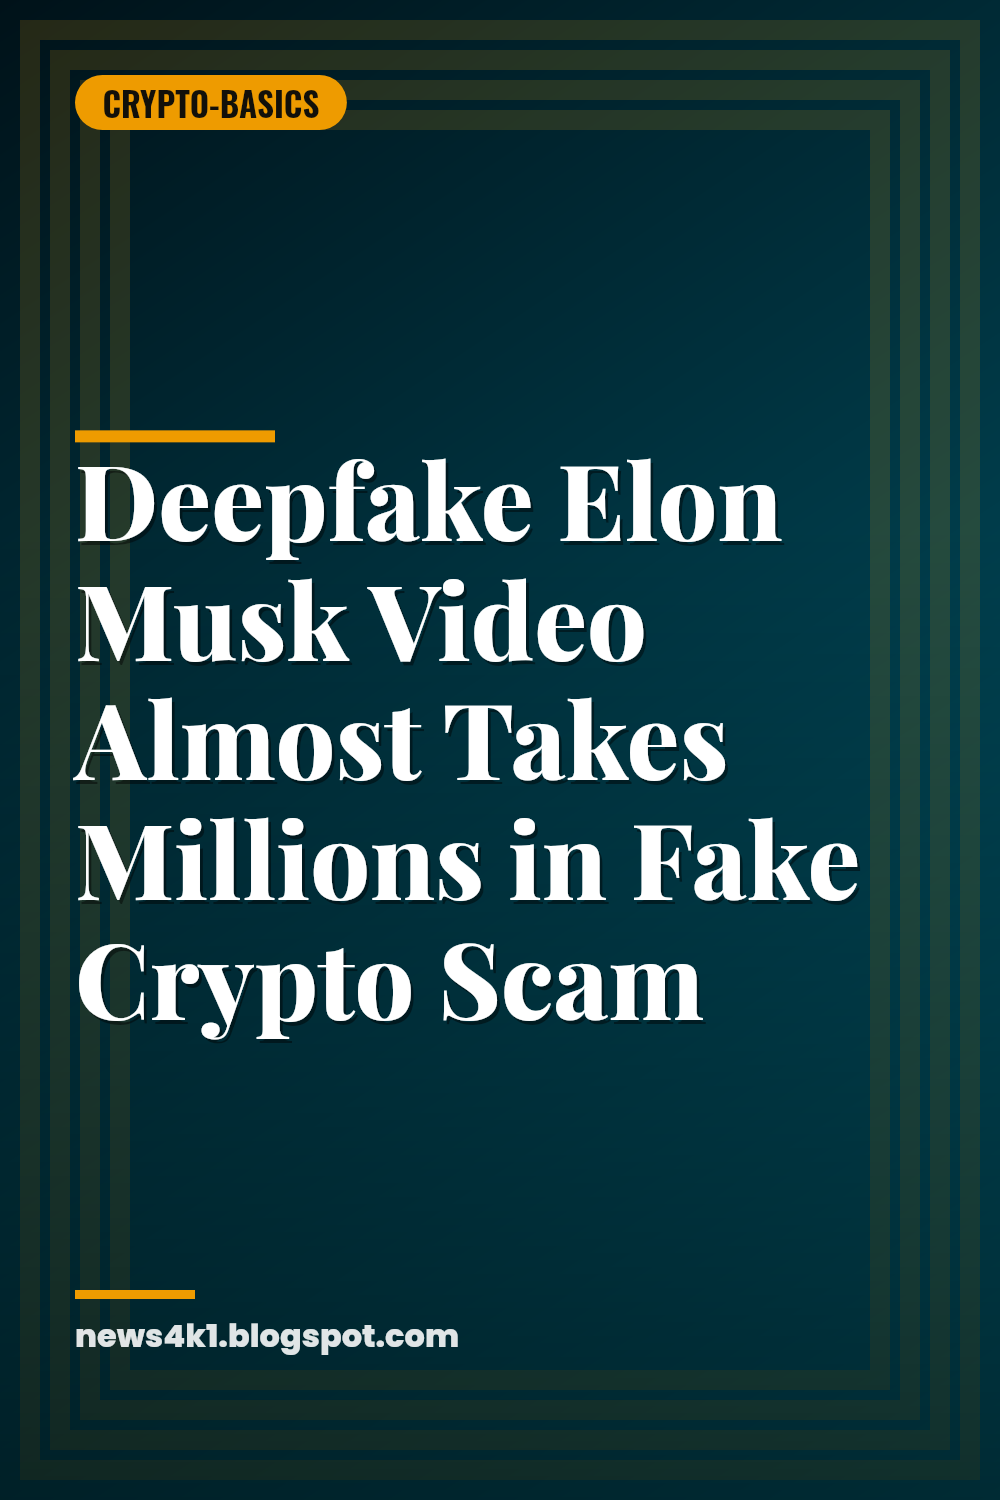 CRYPTO-BASICS
Deepfake Elon
Musk Video
Almost Takes
Millions in Fake
Crypto Scam
news4k1.blogspot.com